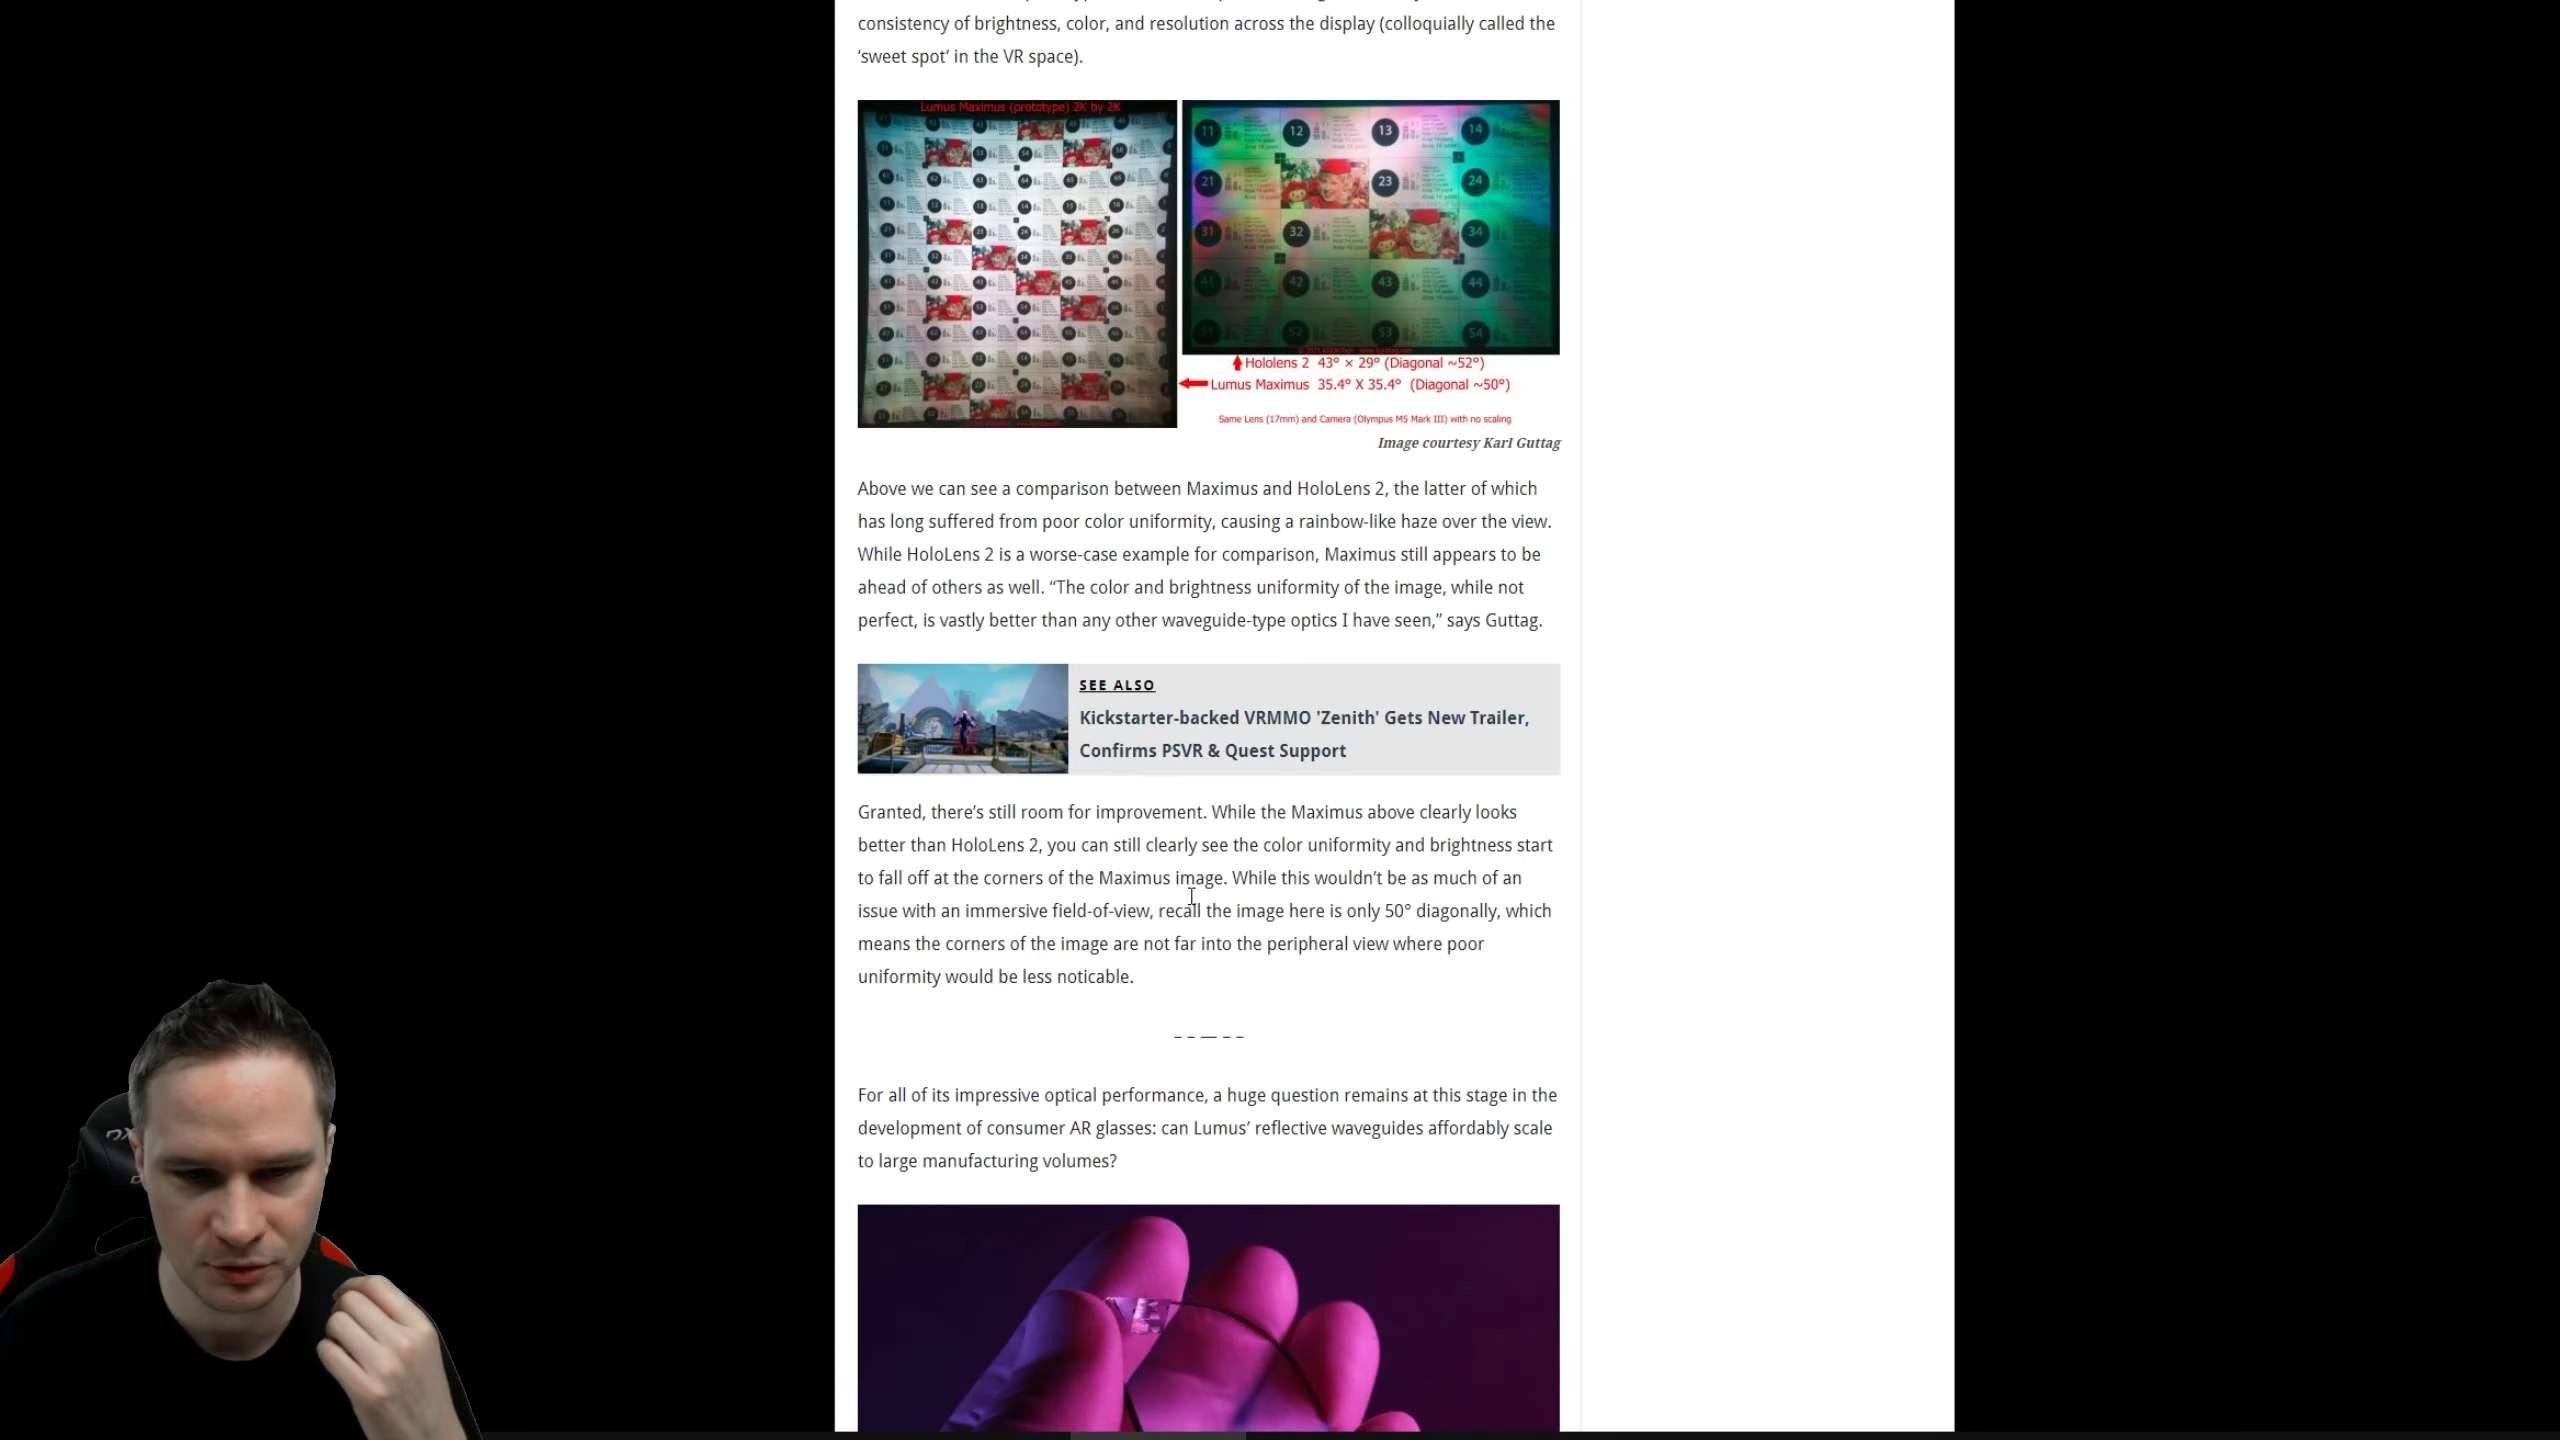 consistency of brightness, color, and resolution across the display (colloquially called the
‘sweet spot’ in the VR space).
Lumus Maximus (prototype) 2K by 2K
11 12 13 14
21 23 24
31 32 34
41 42 43 44
51 52 53 54
Hololens 2 43° × 29° (Diagonal ~52°)
Lumus Maximus 35.4° X 35.4° (Diagonal ~50°)
Same Lens (17mm) and Camera (Olympus M5 Mark III) with no scaling
Image courtesy Karl Guttag
Above we can see a comparison between Maximus and HoloLens 2, the latter of which
has long suffered from poor color uniformity, causing a rainbow-like haze over the view.
While HoloLens 2 is a worse-case example for comparison, Maximus still appears to be
ahead of others as well. “The color and brightness uniformity of the image, while not
perfect, is vastly better than any other waveguide-type optics I have seen,” says Guttag.
SEE ALSO
Kickstarter-backed VRMMO 'Zenith' Gets New Trailer,
Confirms PSVR & Quest Support
Granted, there’s still room for improvement. While the Maximus above clearly looks
better than HoloLens 2, you can still clearly see the color uniformity and brightness start
to fall off at the corners of the Maximus image. While this wouldn’t be as much of an
issue with an immersive field-of-view, recall the image here is only 50° diagonally, which
means the corners of the image are not far into the peripheral view where poor
uniformity would be less noticable.
For all of its impressive optical performance, a huge question remains at this stage in the
development of consumer AR glasses: can Lumus’ reflective waveguides affordably scale
to large manufacturing volumes?